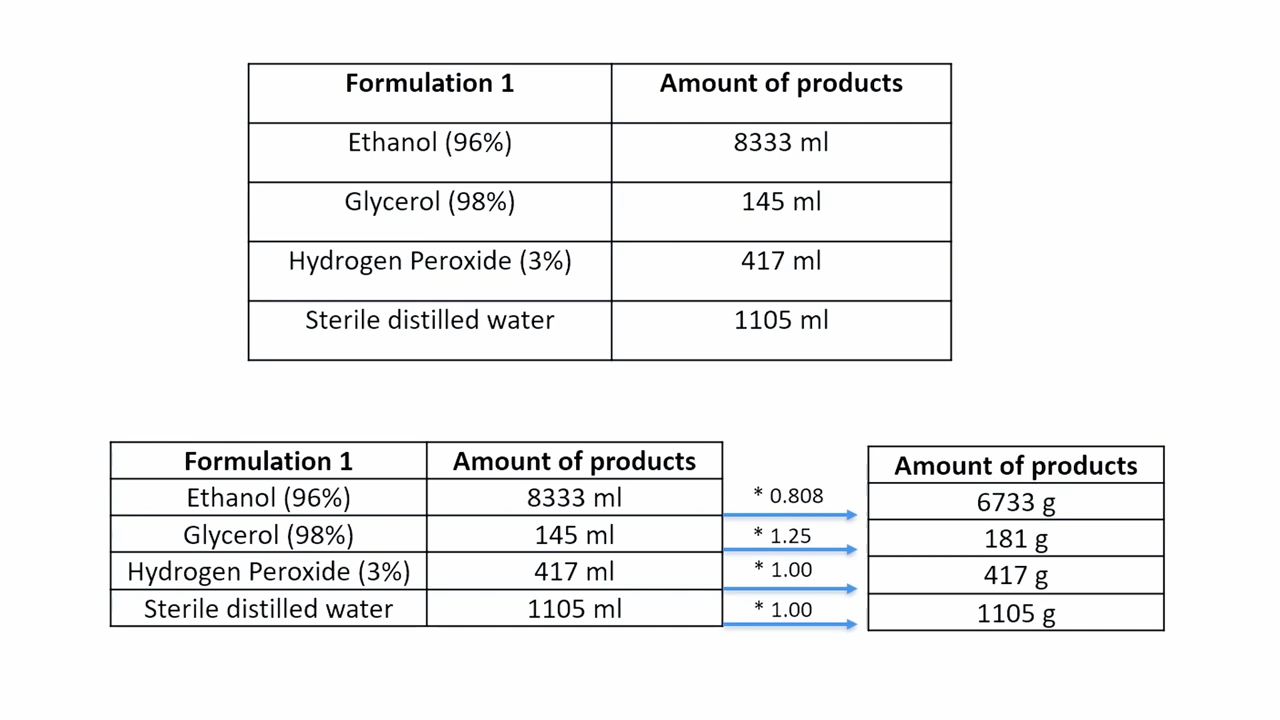 Formulation 1 Amount of products
Ethanol (96%) 8333 ml
Glycerol (98%) 145 ml
Hydrogen Peroxide (3%) 417 ml
Sterile distilled water 1105 ml
Formulation 1 Amount of products Amount of products
Ethanol (96%) 8333 ml * 0.808 6733 g
Glycerol (98%) 145 ml * 1.25 181 g
Hydrogen Peroxide (3%) 417 ml * 1.00 417 g
Sterile distilled water 1105 ml * 1.00 1105 g